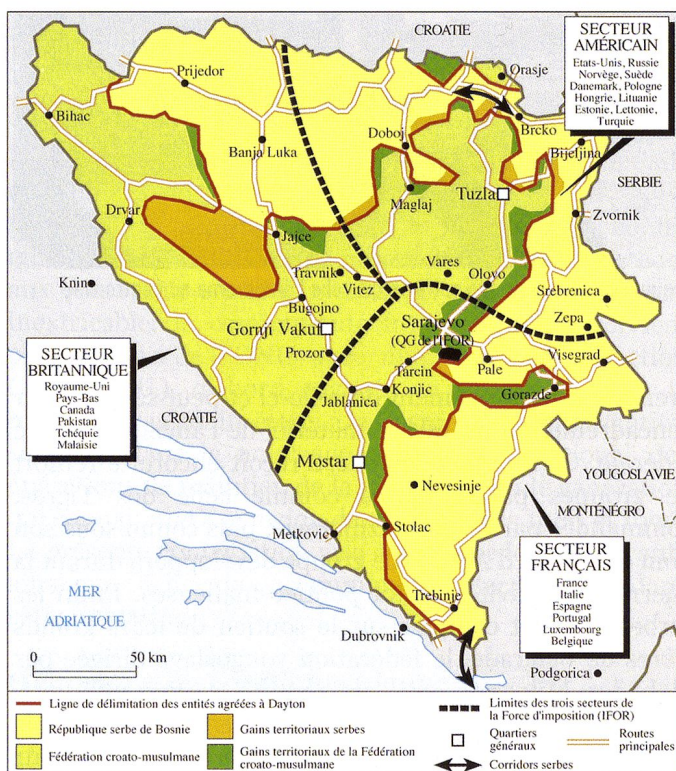 CROATIE
SECTEUR
AMÉRICAIN
Etats-Unis, Russie
Norvège, Suède
Danemark, Pologne
Hongrie, Lituanie
Estonie, Lettonie,
Turquie
Orasje
Prijedor
Bihac
Brcko
Doboj
Banja Luka
Bijeljina
SERBIE
Maglaj
Tuzla
Drvar
Zvornik
Jajce
Vares
Travnik
Olovo
Knin
Vitez
Srebrenica
Bugojno
Sarajevo
Zepa
Gornji Vakuf
(QG de l'IFOR)
SECTEUR
BRITANNIQUE
Royaume-Uni
Pays-Bas
Canada
Pakistan
Tchéquie
Malaisie
Prozor
Visegrad
Tarcin
Pale
Jablanica
Konjic
Gorazde
CROATIE
Mostar
YOUGOSLAVIE
Nevesinje
MONTÉNÉGRO
Metkovic
Stolac
SECTEUR
FRANÇAIS
France
Italie
Espagne
Portugal
Luxembourg
Belgique
MER
ADRIATIQUE
Trebinje
Dubrovnik
0
50 km
Podgorica
Ligne de délimitation des entités agréées à Dayton
République serbe de Bosnie
Gains territoriaux serbes
Fédération croato-musulmane
Gains territoriaux de la Fédération
croato-musulmane
Limites des trois secteurs de
la Force d'imposition (IFOR)
Quartiers
généraux
Routes
principales
Corridors serbes